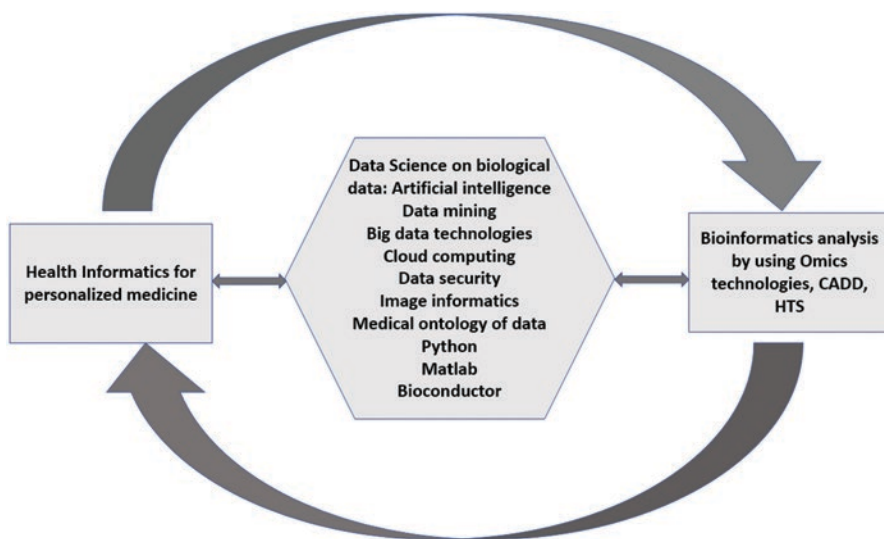 Health Informatics for
personalized medicine
Data Science on biological
data: Artificial intelligence
Data mining
Big data technologies
Cloud computing
Data security
Image informatics
Medical ontology of data
Python
Matlab
Bioconductor
Bioinformatics analysis
by using Omics
technologies, CADD,
HTS